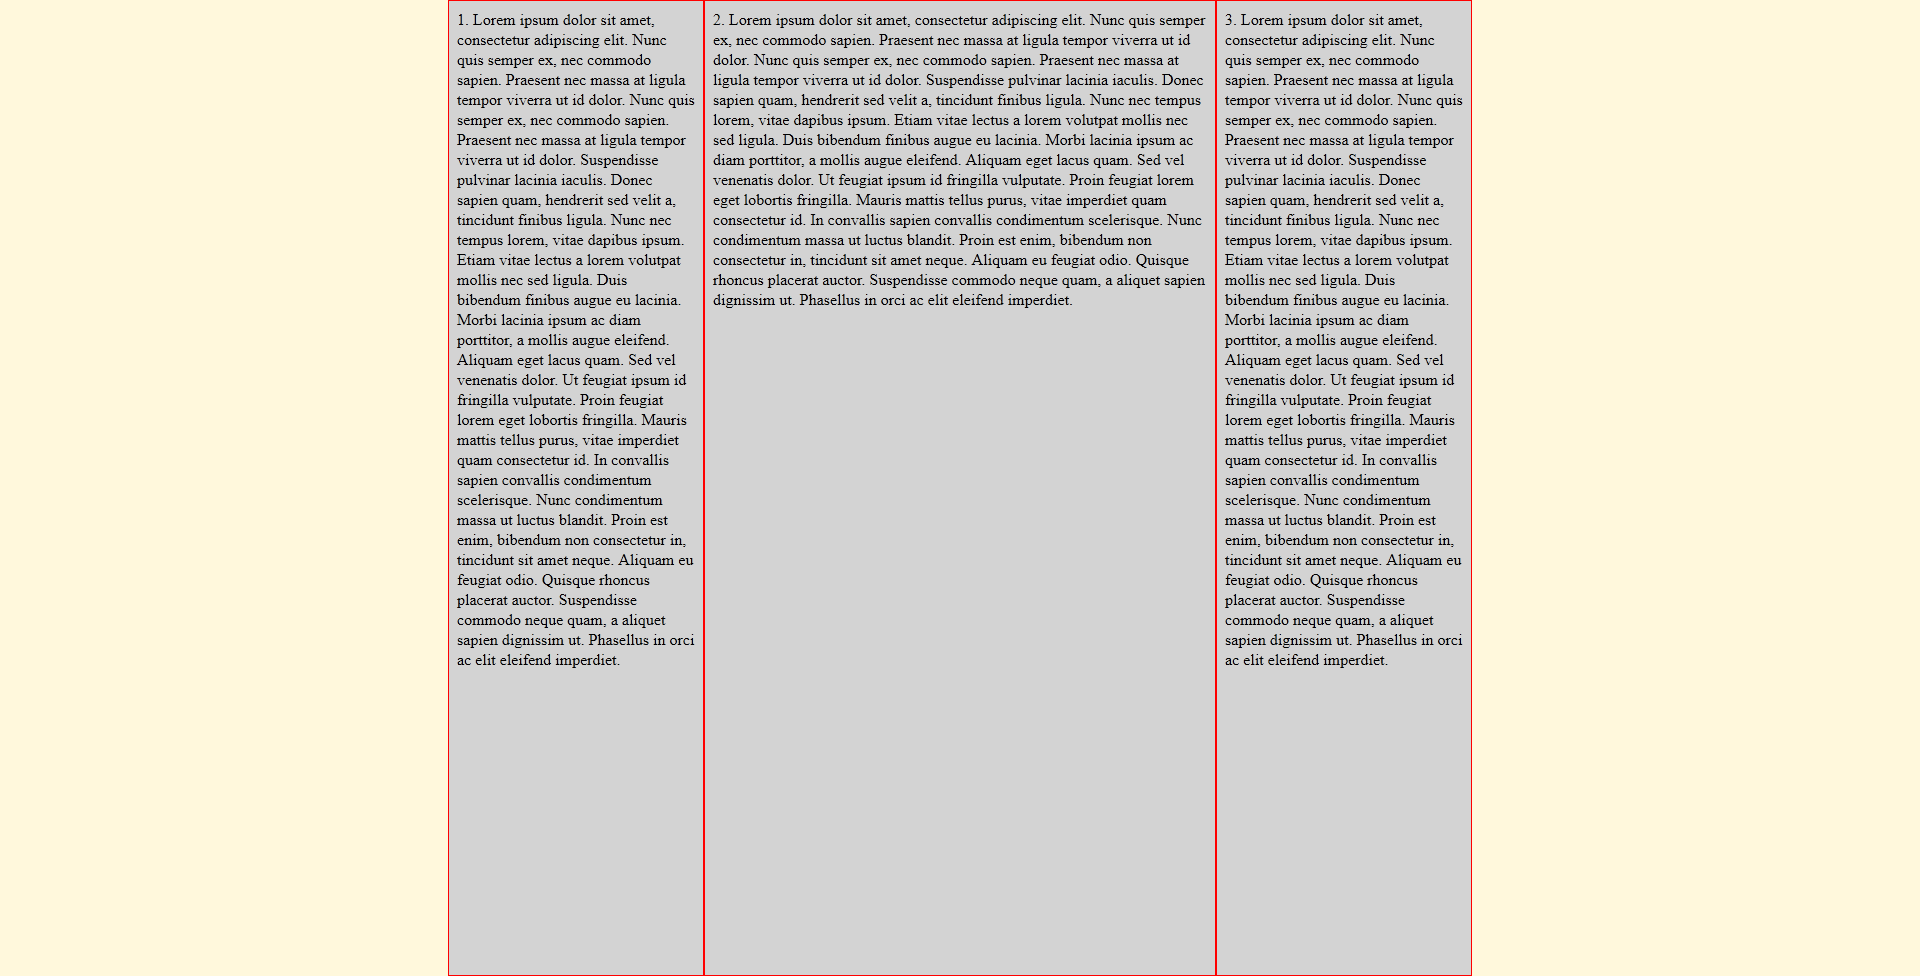 1. Lorem ipsum dolor sit amet,
consectetur adipiscing elit. Nunc
quis semper ex, nec commodo
sapien. Praesent nec massa at ligula
tempor viverra ut id dolor. Nunc quis
semper ex, nec commodo sapien.
Praesent nec massa at ligula tempor
viverra ut id dolor. Suspendisse
pulvinar lacinia iaculis. Donec
sapien quam, hendrerit sed velit a,
tincidunt finibus ligula. Nunc nec
tempus lorem, vitae dapibus ipsum.
Etiam vitae lectus a lorem volutpat
mollis nec sed ligula. Duis
bibendum finibus augue eu lacinia.
Morbi lacinia ipsum ac diam
porttitor, a mollis augue eleifend.
Aliquam eget lacus quam. Sed vel
venenatis dolor. Ut feugiat ipsum id
fringilla vulputate. Proin feugiat
lorem eget lobortis fringilla. Mauris
mattis tellus purus, vitae imperdiet
quam consectetur id. In convallis
sapien convallis condimentum
scelerisque. Nunc condimentum
massa ut luctus blandit. Proin est
enim, bibendum non consectetur in,
tincidunt sit amet neque. Aliquam eu
feugiat odio. Quisque rhoncus
placerat auctor. Suspendisse
commodo neque quam, a aliquet
sapien dignissim ut. Phasellus in orci
ac elit eleifend imperdiet.
2. Lorem ipsum dolor sit amet, consectetur adipiscing elit. Nunc quis semper
ex, nec commodo sapien. Praesent nec massa at ligula tempor viverra ut id
dolor. Nunc quis semper ex, nec commodo sapien. Praesent nec massa at
ligula tempor viverra ut id dolor. Suspendisse pulvinar lacinia iaculis. Donec
sapien quam, hendrerit sed velit a, tincidunt finibus ligula. Nunc nec tempus
lorem, vitae dapibus ipsum. Etiam vitae lectus a lorem volutpat mollis nec
sed ligula. Duis bibendum finibus augue eu lacinia. Morbi lacinia ipsum ac
diam porttitor, a mollis augue eleifend. Aliquam eget lacus quam. Sed vel
venenatis dolor. Ut feugiat ipsum id fringilla vulputate. Proin feugiat lorem
eget lobortis fringilla. Mauris mattis tellus purus, vitae imperdiet quam
consectetur id. In convallis sapien convallis condimentum scelerisque. Nunc
condimentum massa ut luctus blandit. Proin est enim, bibendum non
consectetur in, tincidunt sit amet neque. Aliquam eu feugiat odio. Quisque
rhoncus placerat auctor. Suspendisse commodo neque quam, a aliquet sapien
dignissim ut. Phasellus in orci ac elit eleifend imperdiet.
3. Lorem ipsum dolor sit amet,
consectetur adipiscing elit. Nunc
quis semper ex, nec commodo
sapien. Praesent nec massa at ligula
tempor viverra ut id dolor. Nunc quis
semper ex, nec commodo sapien.
Praesent nec massa at ligula tempor
viverra ut id dolor. Suspendisse
pulvinar lacinia iaculis. Donec
sapien quam, hendrerit sed velit a,
tincidunt finibus ligula. Nunc nec
tempus lorem, vitae dapibus ipsum.
Etiam vitae lectus a lorem volutpat
mollis nec sed ligula. Duis
bibendum finibus augue eu lacinia.
Morbi lacinia ipsum ac diam
porttitor, a mollis augue eleifend.
Aliquam eget lacus quam. Sed vel
venenatis dolor. Ut feugiat ipsum id
fringilla vulputate. Proin feugiat
lorem eget lobortis fringilla. Mauris
mattis tellus purus, vitae imperdiet
quam consectetur id. In convallis
sapien convallis condimentum
scelerisque. Nunc condimentum
massa ut luctus blandit. Proin est
enim, bibendum non consectetur in,
tincidunt sit amet neque. Aliquam eu
feugiat odio. Quisque rhoncus
placerat auctor. Suspendisse
commodo neque quam, a aliquet
sapien dignissim ut. Phasellus in orci
ac elit eleifend imperdiet.